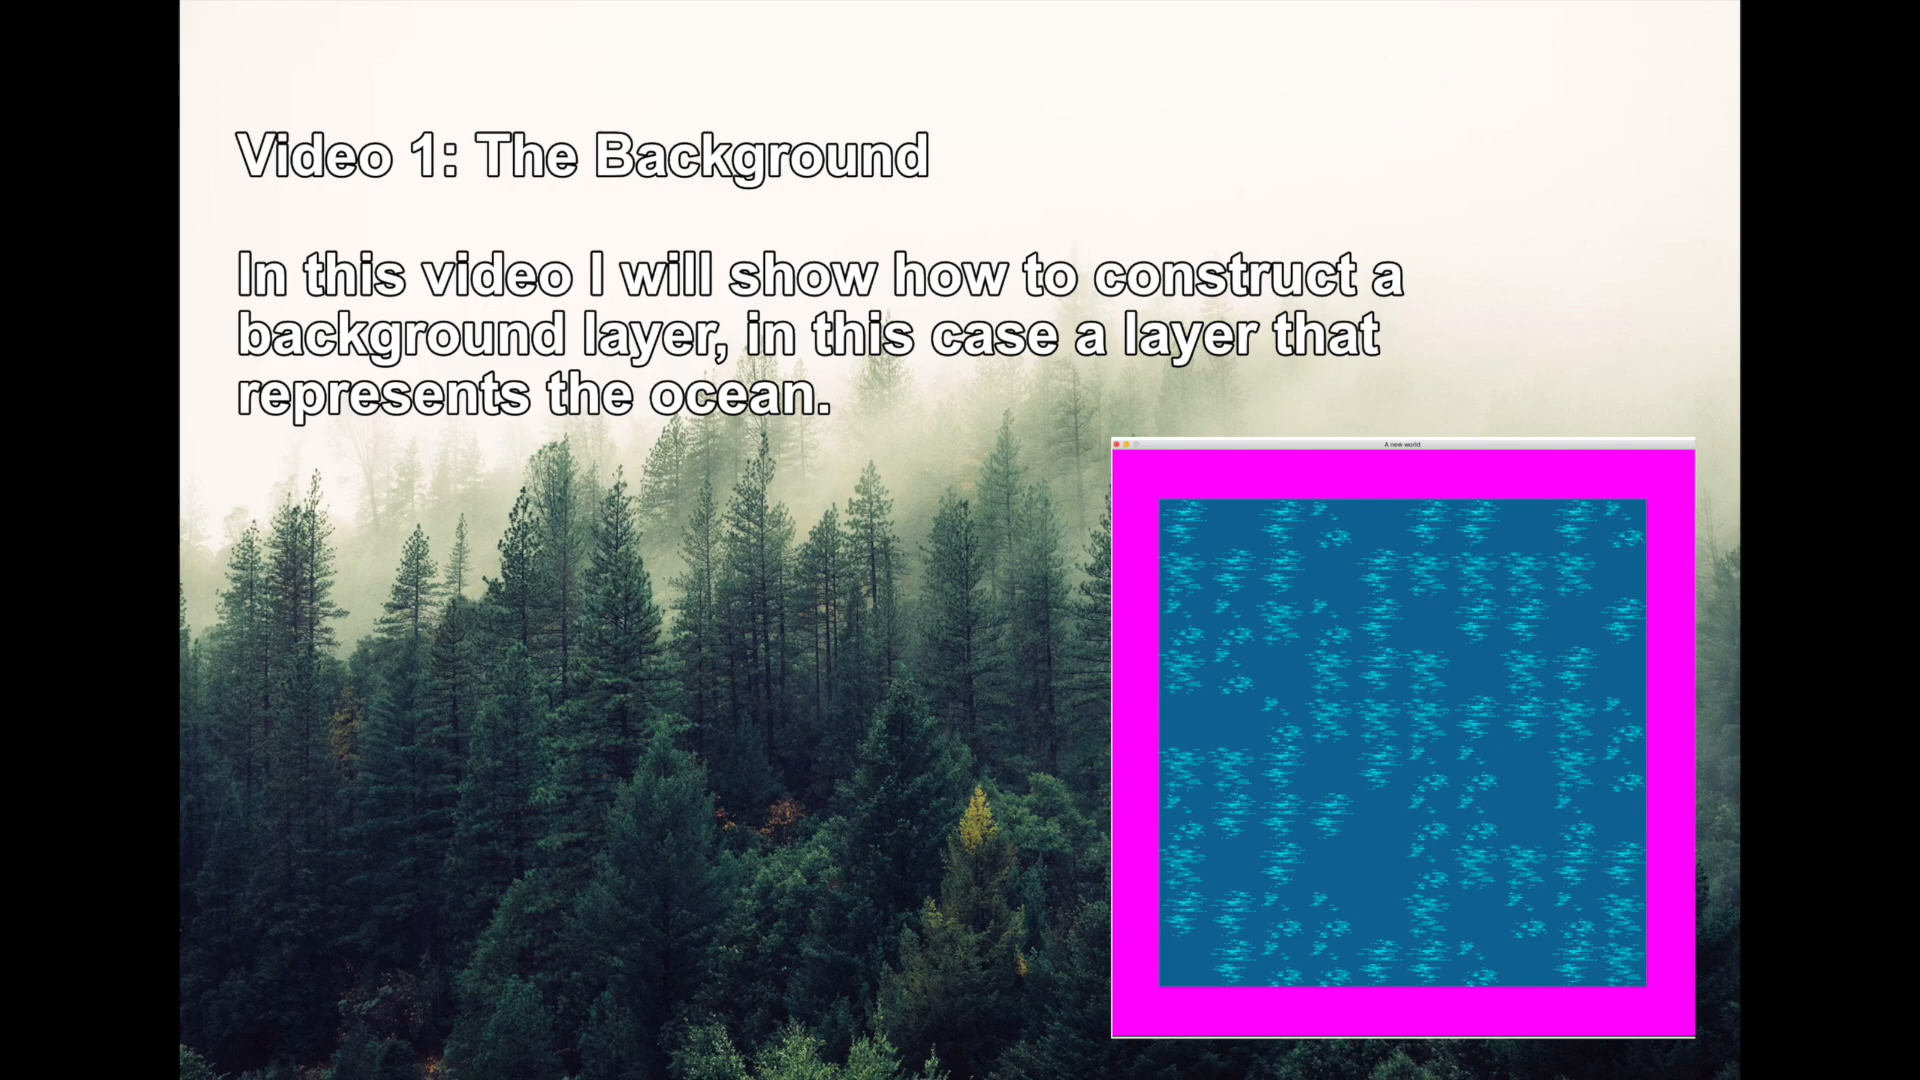 Video 1: The Background
In this video I will show how to construct a
background layer, in this case a layer that
represents the ocean.
A new world